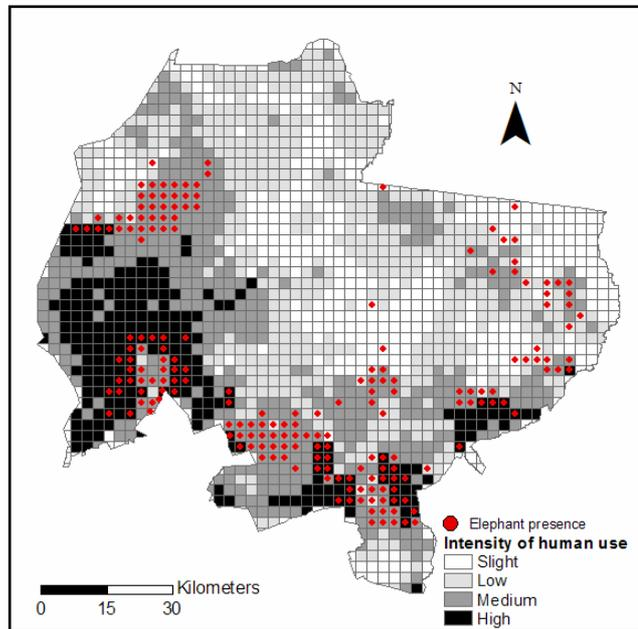 N
Elephant presence
Intensity of human use
Slight
Low
Medium
High
Kilometers
0 15 30